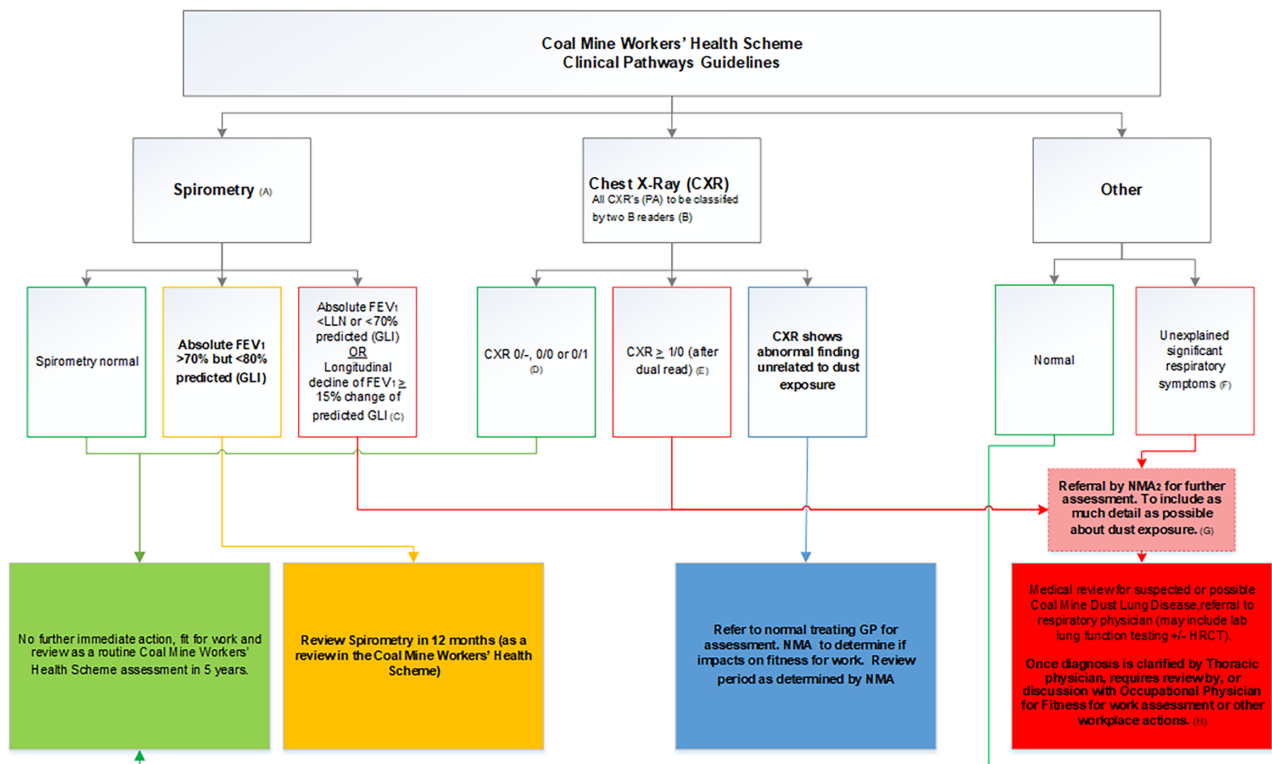 Coal Mine Workers' Health Scheme
Clinical Pathways Guidelines
Spirometry (A)
Chest X-Ray (CXR)
All CXR's (PA) to be classified
by two B readers (B)
Other
Spirometry normal
Absolute FEV1
>70% but <80%
predicted (GLI)
Absolute FEV1
<LLN or <70%
predicted (GLI)
OR
Longitudinal
decline of FEV1 ≥
15% change of
predicted GLI (C)
CXR 0/-, 0/0 or 0/1
(D)
CXR ≥ 1/0 (after
dual read) (E)
CXR shows
abnormal finding
unrelated to dust
exposure
Normal
Unexplained
significant
respiratory
symptoms (F)
Referral by NMA2 for further
assessment. To include as
much detail as possible
about dust exposure. (G)
No further immediate action, fit for work and
review as a routine Coal Mine Workers'
Health Scheme assessment in 5 years.
Review Spirometry in 12 months (as a
review in the Coal Mine Workers' Health
Scheme)
Refer to normal treating GP for
assessment. NMA to determine if
impacts on fitness for work. Review
period as determined by NMA
Medical review for suspected or possible
Coal Mine Dust Lung Disease,referral to
respiratory physician (may include lab
lung function testing +/- HRCT).
Once diagnosis is clarified by Thoracic
physician, requires review by, or
discussion with Occupational Physician
for Fitness for work assessment or other
workplace actions. (H)